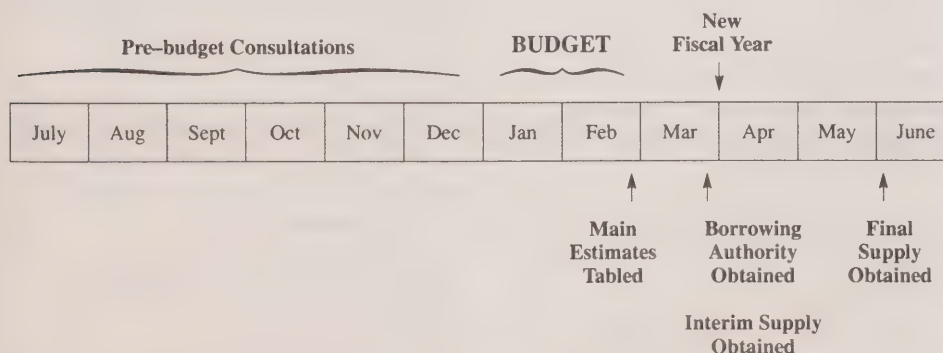 New
Pre–budget Consultations BUDGET Fiscal Year
July Aug Sept Oct Nov Dec Jan Feb Mar Apr May June
Main Borrowing Final
Estimates Authority Supply
Tabled Obtained Obtained
Interim Supply
Obtained